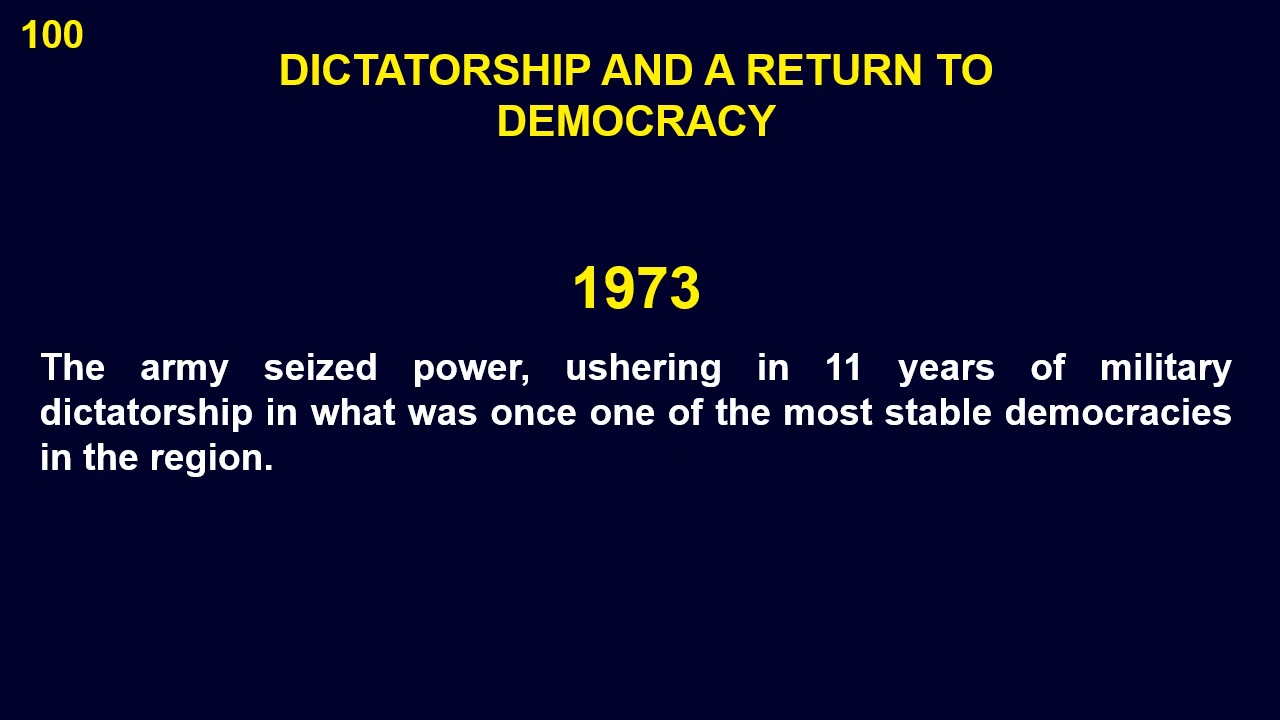 100
DICTATORSHIP AND A RETURN TO
DEMOCRACY
1973
The army seized power, ushering in 11 years of military
dictatorship in what was once one of the most stable democracies
in the region.